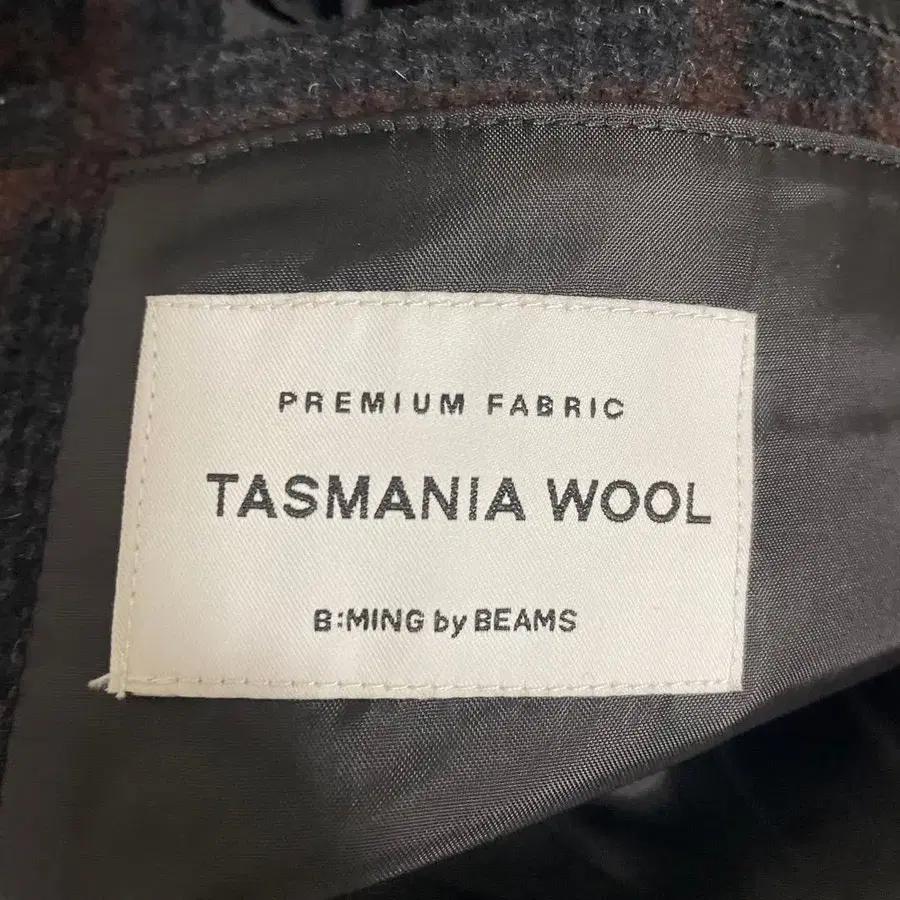 PREMIUM FABRIC
TASMANIA WOOL
B:MING by BEAMS